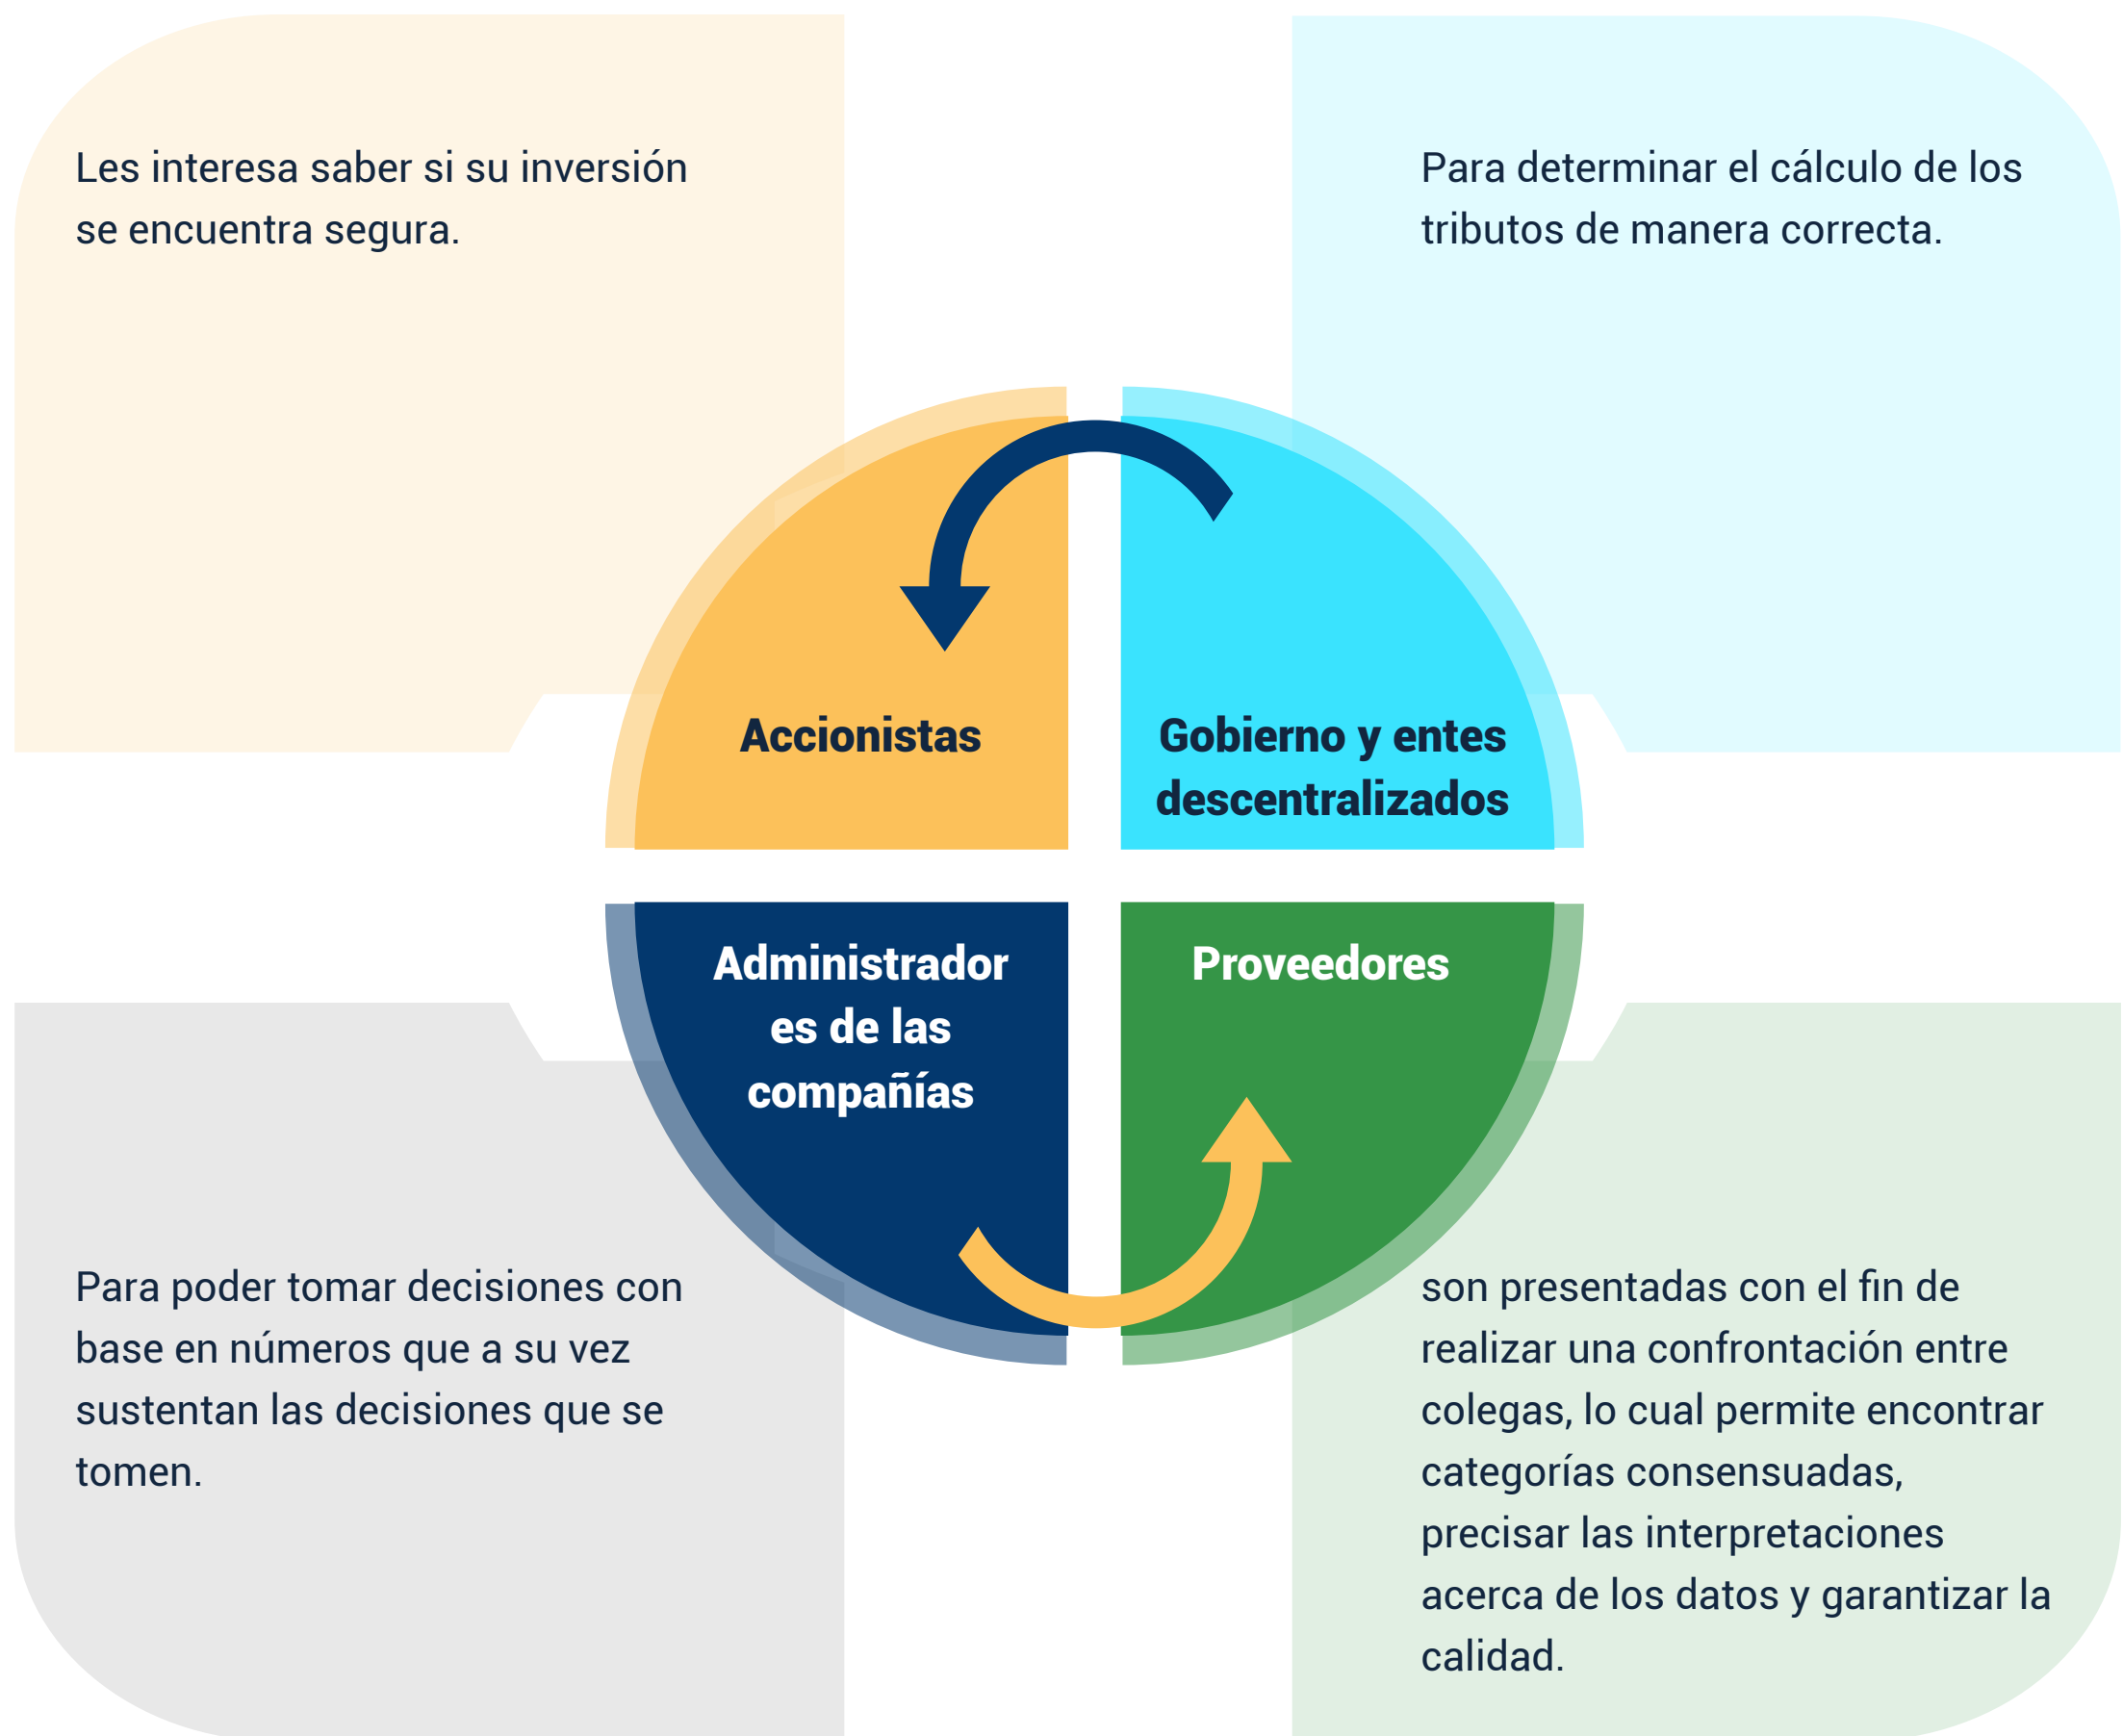 Les interesa saber si su inversión
se encuentra segura.
Para determinar el cálculo de los
tributos de manera correcta.
Accionistas
Gobierno y entes
descentralizados
Administrador
es de las
compañías
Proveedores
Para poder tomar decisiones con
base en números que a su vez
sustentan las decisiones que se
tomen.
son presentadas con el fin de
realizar una confrontación entre
colegas, lo cual permite encontrar
categorías consensuadas,
precisar las interpretaciones
acerca de los datos y garantizar la
calidad.